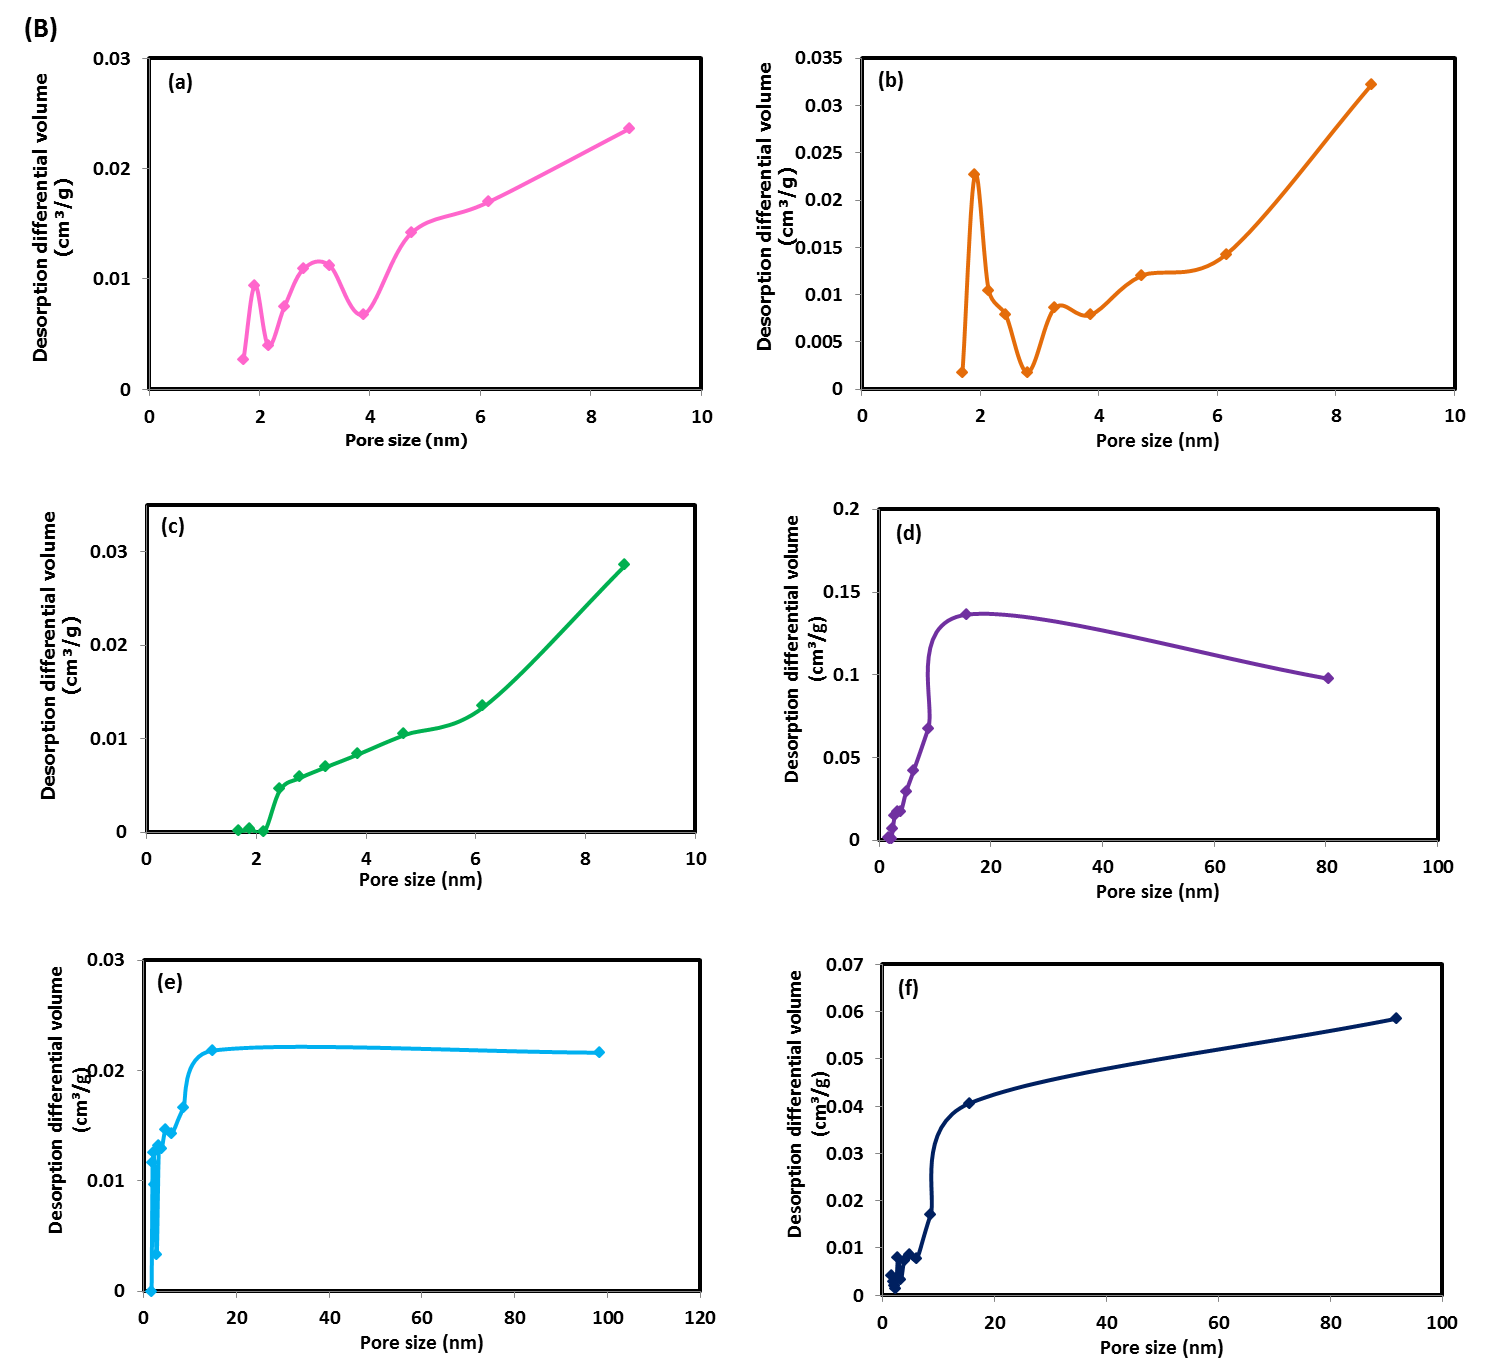 (B)
(a)
Desorption differential volume
(cm³/g)
0.03
0.02
0.01
0
0 2 4 6 8 10
Pore size (nm)
(b)
Desorption differential volume
(cm³/g)
0.035
0.03
0.025
0.02
0.015
0.01
0.005
0
0 2 4 6 8 10
Pore size (nm)
(c)
Desorption differential volume
(cm³/g)
0.03
0.02
0.01
0
0 2 4 6 8 10
Pore size (nm)
(d)
Desorption differential volume
(cm³/g)
0.2
0.15
0.1
0.05
0
0 20 40 60 80 100
Pore size (nm)
(e)
Desorption differential volume
(cm³/g)
0.03
0.02
0.01
0
0 20 40 60 80 100 120
Pore size (nm)
(f)
Desorption differential volume
(cm³/g)
0.07
0.06
0.05
0.04
0.03
0.02
0.01
0
0 20 40 60 80 100
Pore size (nm)